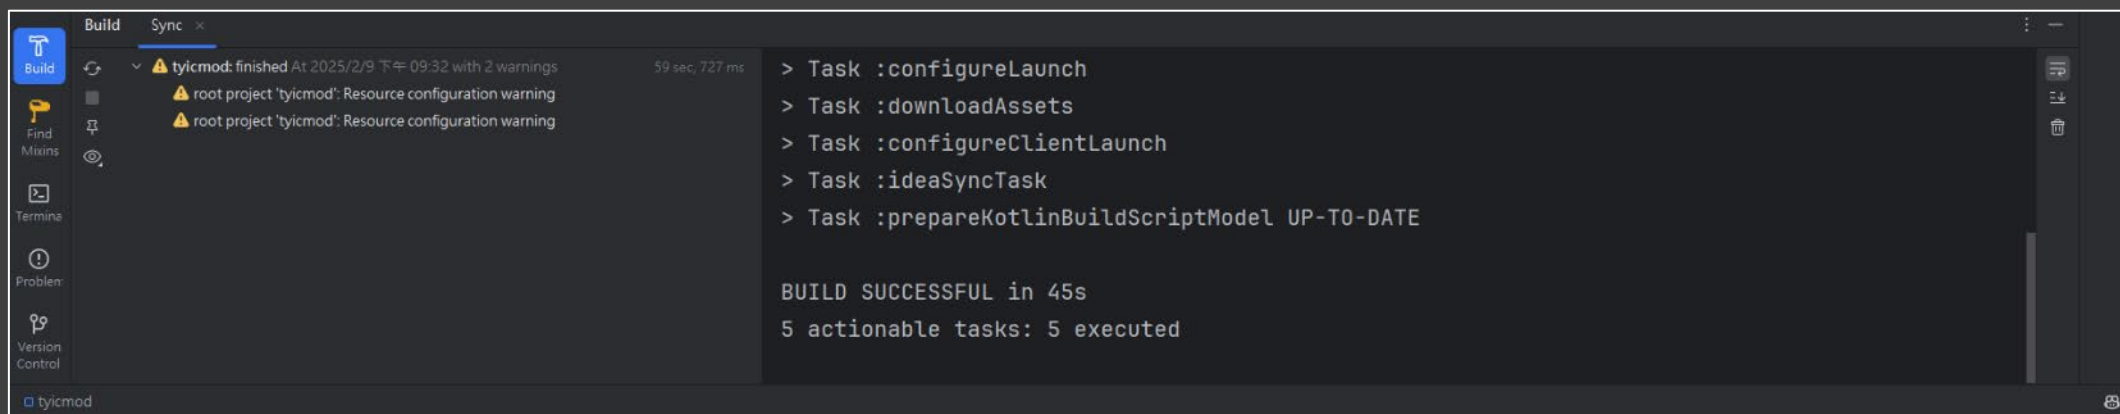 Build Sync ×
Build
Find
Mixins
Termina
Problem
Version
Control
tyicmod: finished At 2025/2/9 下午 09:32 with 2 warnings 59 sec, 727 ms
root project 'tyicmod': Resource configuration warning
root project 'tyicmod': Resource configuration warning
> Task :configureLaunch
> Task :downloadAssets
> Task :configureClientLaunch
> Task :ideaSyncTask
> Task :prepareKotlinBuildScriptModel UP-TO-DATE
BUILD SUCCESSFUL in 45s
5 actionable tasks: 5 executed
tyicmod